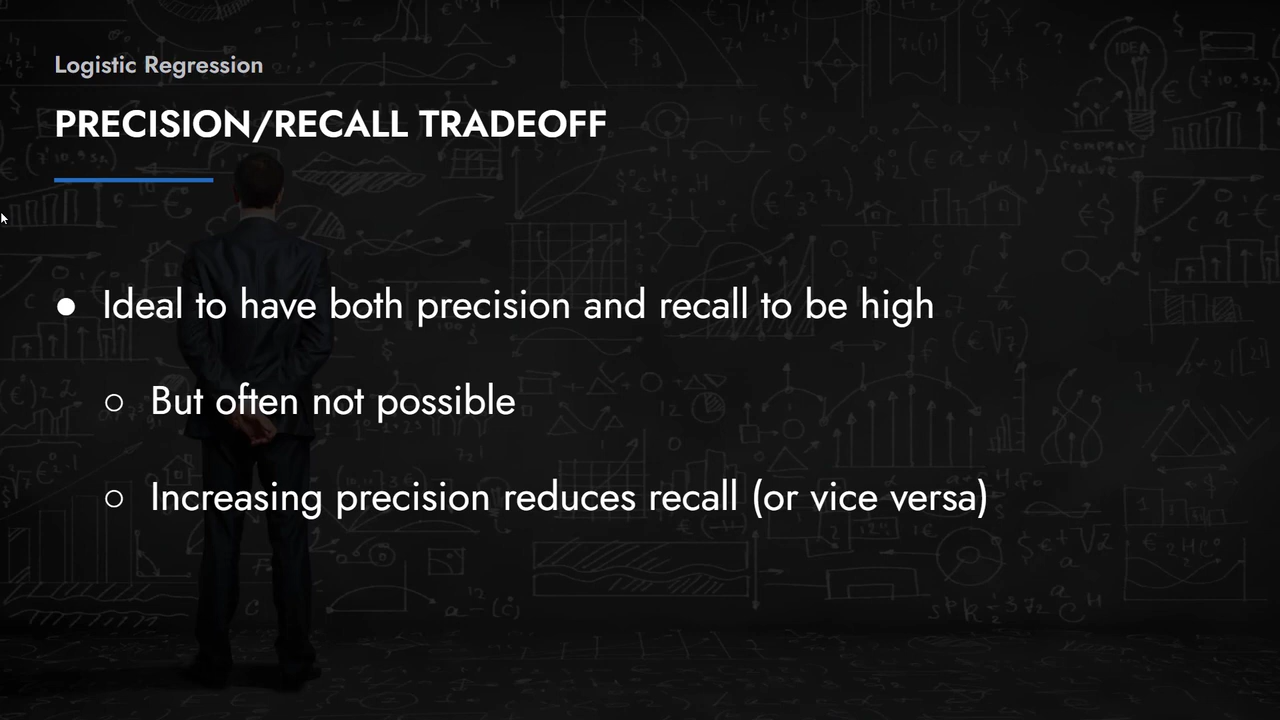 Logistic Regression
PRECISION/RECALL TRADEOFF
● Ideal to have both precision and recall to be high
○ But often not possible
○ Increasing precision reduces recall (or vice versa)
IDEA